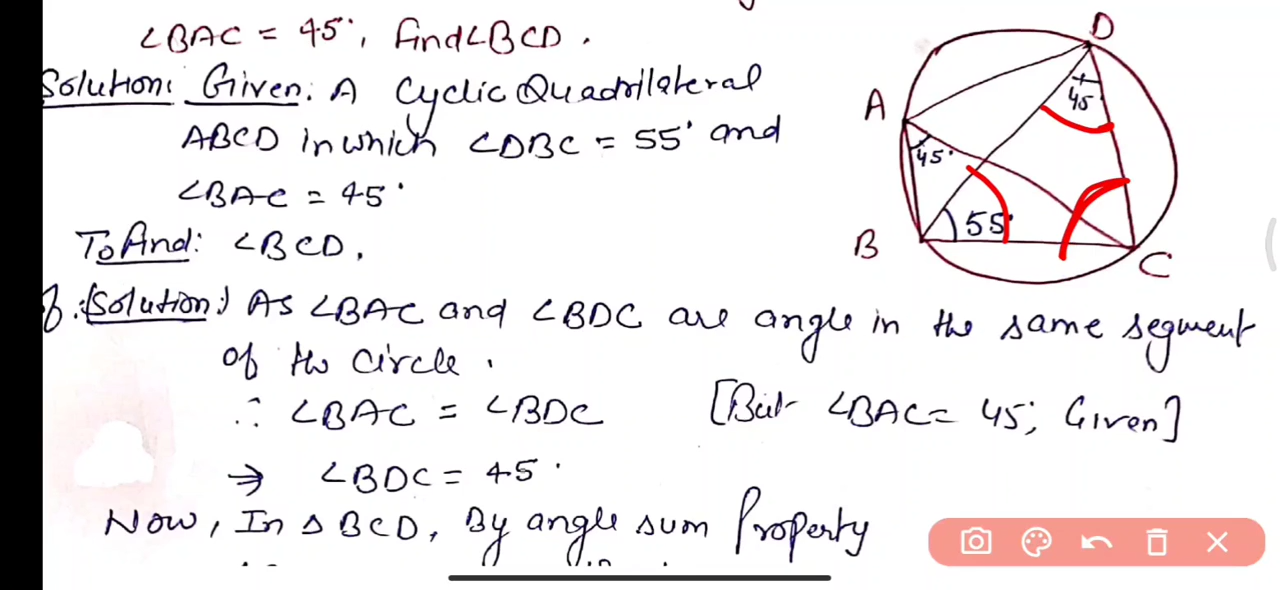 ∠BAC = 45°, find ∠BCD.
Solution: Given: A Cyclic Quadrilateral
ABCD in which ∠DBC = 55° and
∠BAC = 45°
To find: ∠BCD,
(Solution:) As ∠BAC and ∠BDC are angle in the same segment
of the circle.
∴ ∠BAC = ∠BDC [But ∠BAC = 45°, Given]
⇒ ∠BDC = 45°
Now, In △BCD, By angle sum Property
D
A
45
45°
55°
B
C